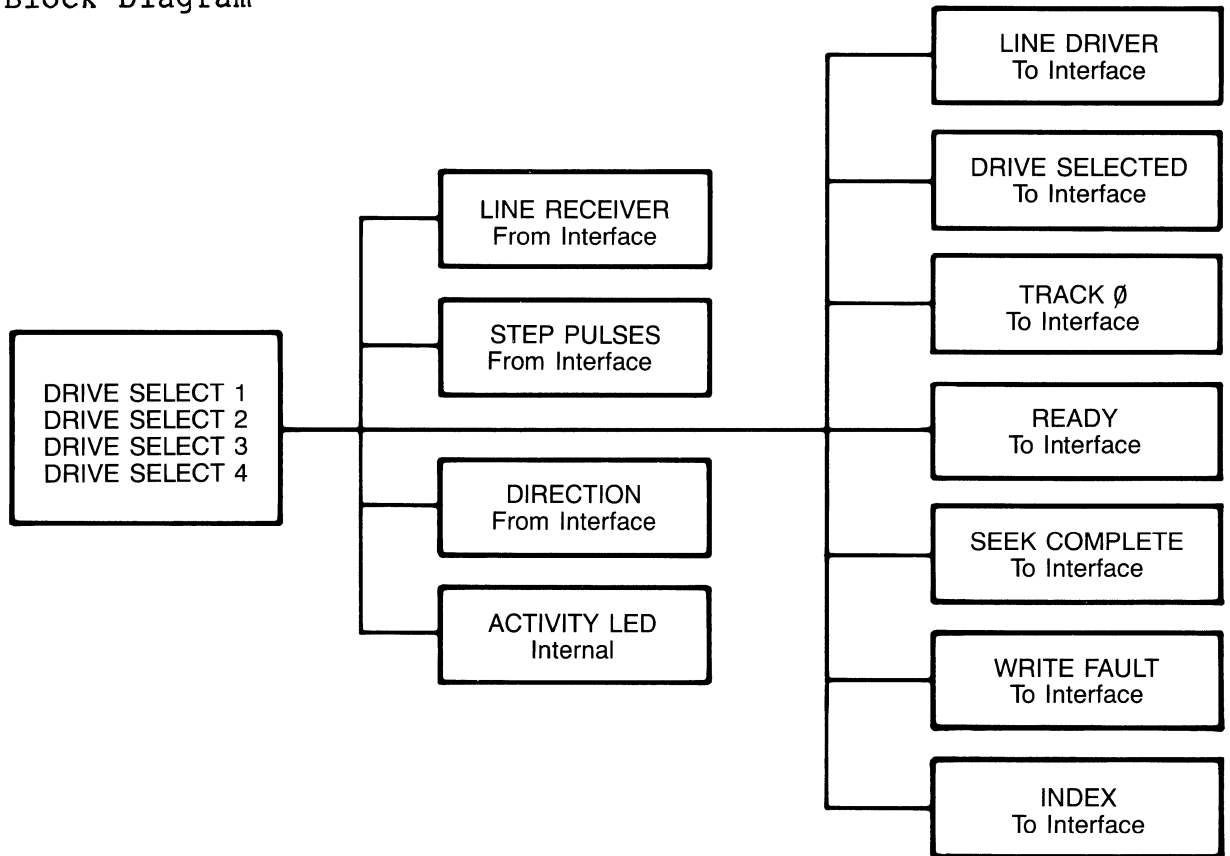 Block Diagram
DRIVE SELECT 1
DRIVE SELECT 2
DRIVE SELECT 3
DRIVE SELECT 4
LINE RECEIVER
From Interface
STEP PULSES
From Interface
DIRECTION
From Interface
ACTIVITY LED
Internal
LINE DRIVER
To Interface
DRIVE SELECTED
To Interface
TRACK Ø
To Interface
READY
To Interface
SEEK COMPLETE
To Interface
WRITE FAULT
To Interface
INDEX
To Interface